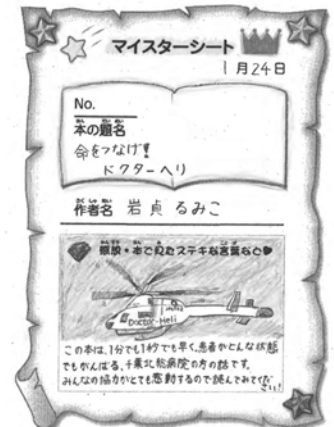 マイスターシート
1月24日
No.
本の題名
命をつなげ！
ドクターヘリ
作者名 岩貞 るみこ
感想・本で見たステキな言葉など♥
Doctor-Heli
この本は、1分でも1秒でも早く、患者がどんな状態
でもがんばる、千葉北総病院の方の話です。
みんなの協力がとても感動するので読んでみてくだ
さい！